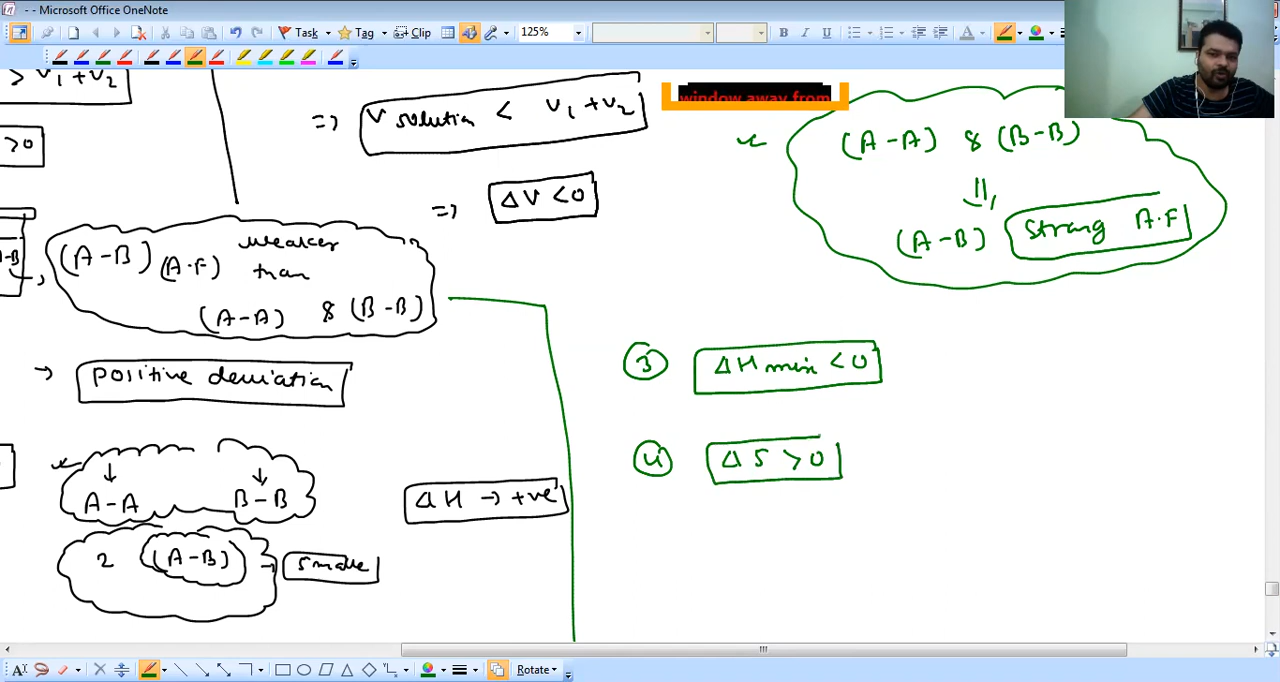 - - Microsoft Office OneNote
Task Tag Clip 125% B I U
> V1 + V2
>0
=> V solution < V1 + V2
=> ΔV <0
window away from
(A-A) & (B-B)
(A-B) Strong A.F
(A-B) (A.F) weaker
than
(A-A) & (B-B)
→ positive deviation
A-A B-B
ΔH → +ve
2 (A-B) → Smaller
3 ΔH mix < 0
4 ΔS > 0
Rotate